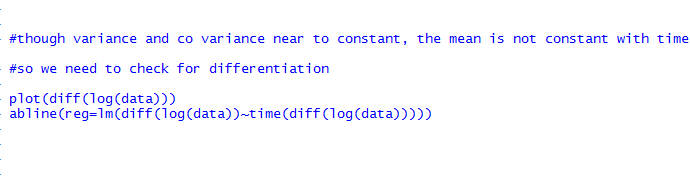 #though variance and co variance near to constant, the mean is not constant with time
#so we need to check for differentiation
plot(diff(log(data)))
abline(reg=lm(diff(log(data))~time(diff(log(data)))))